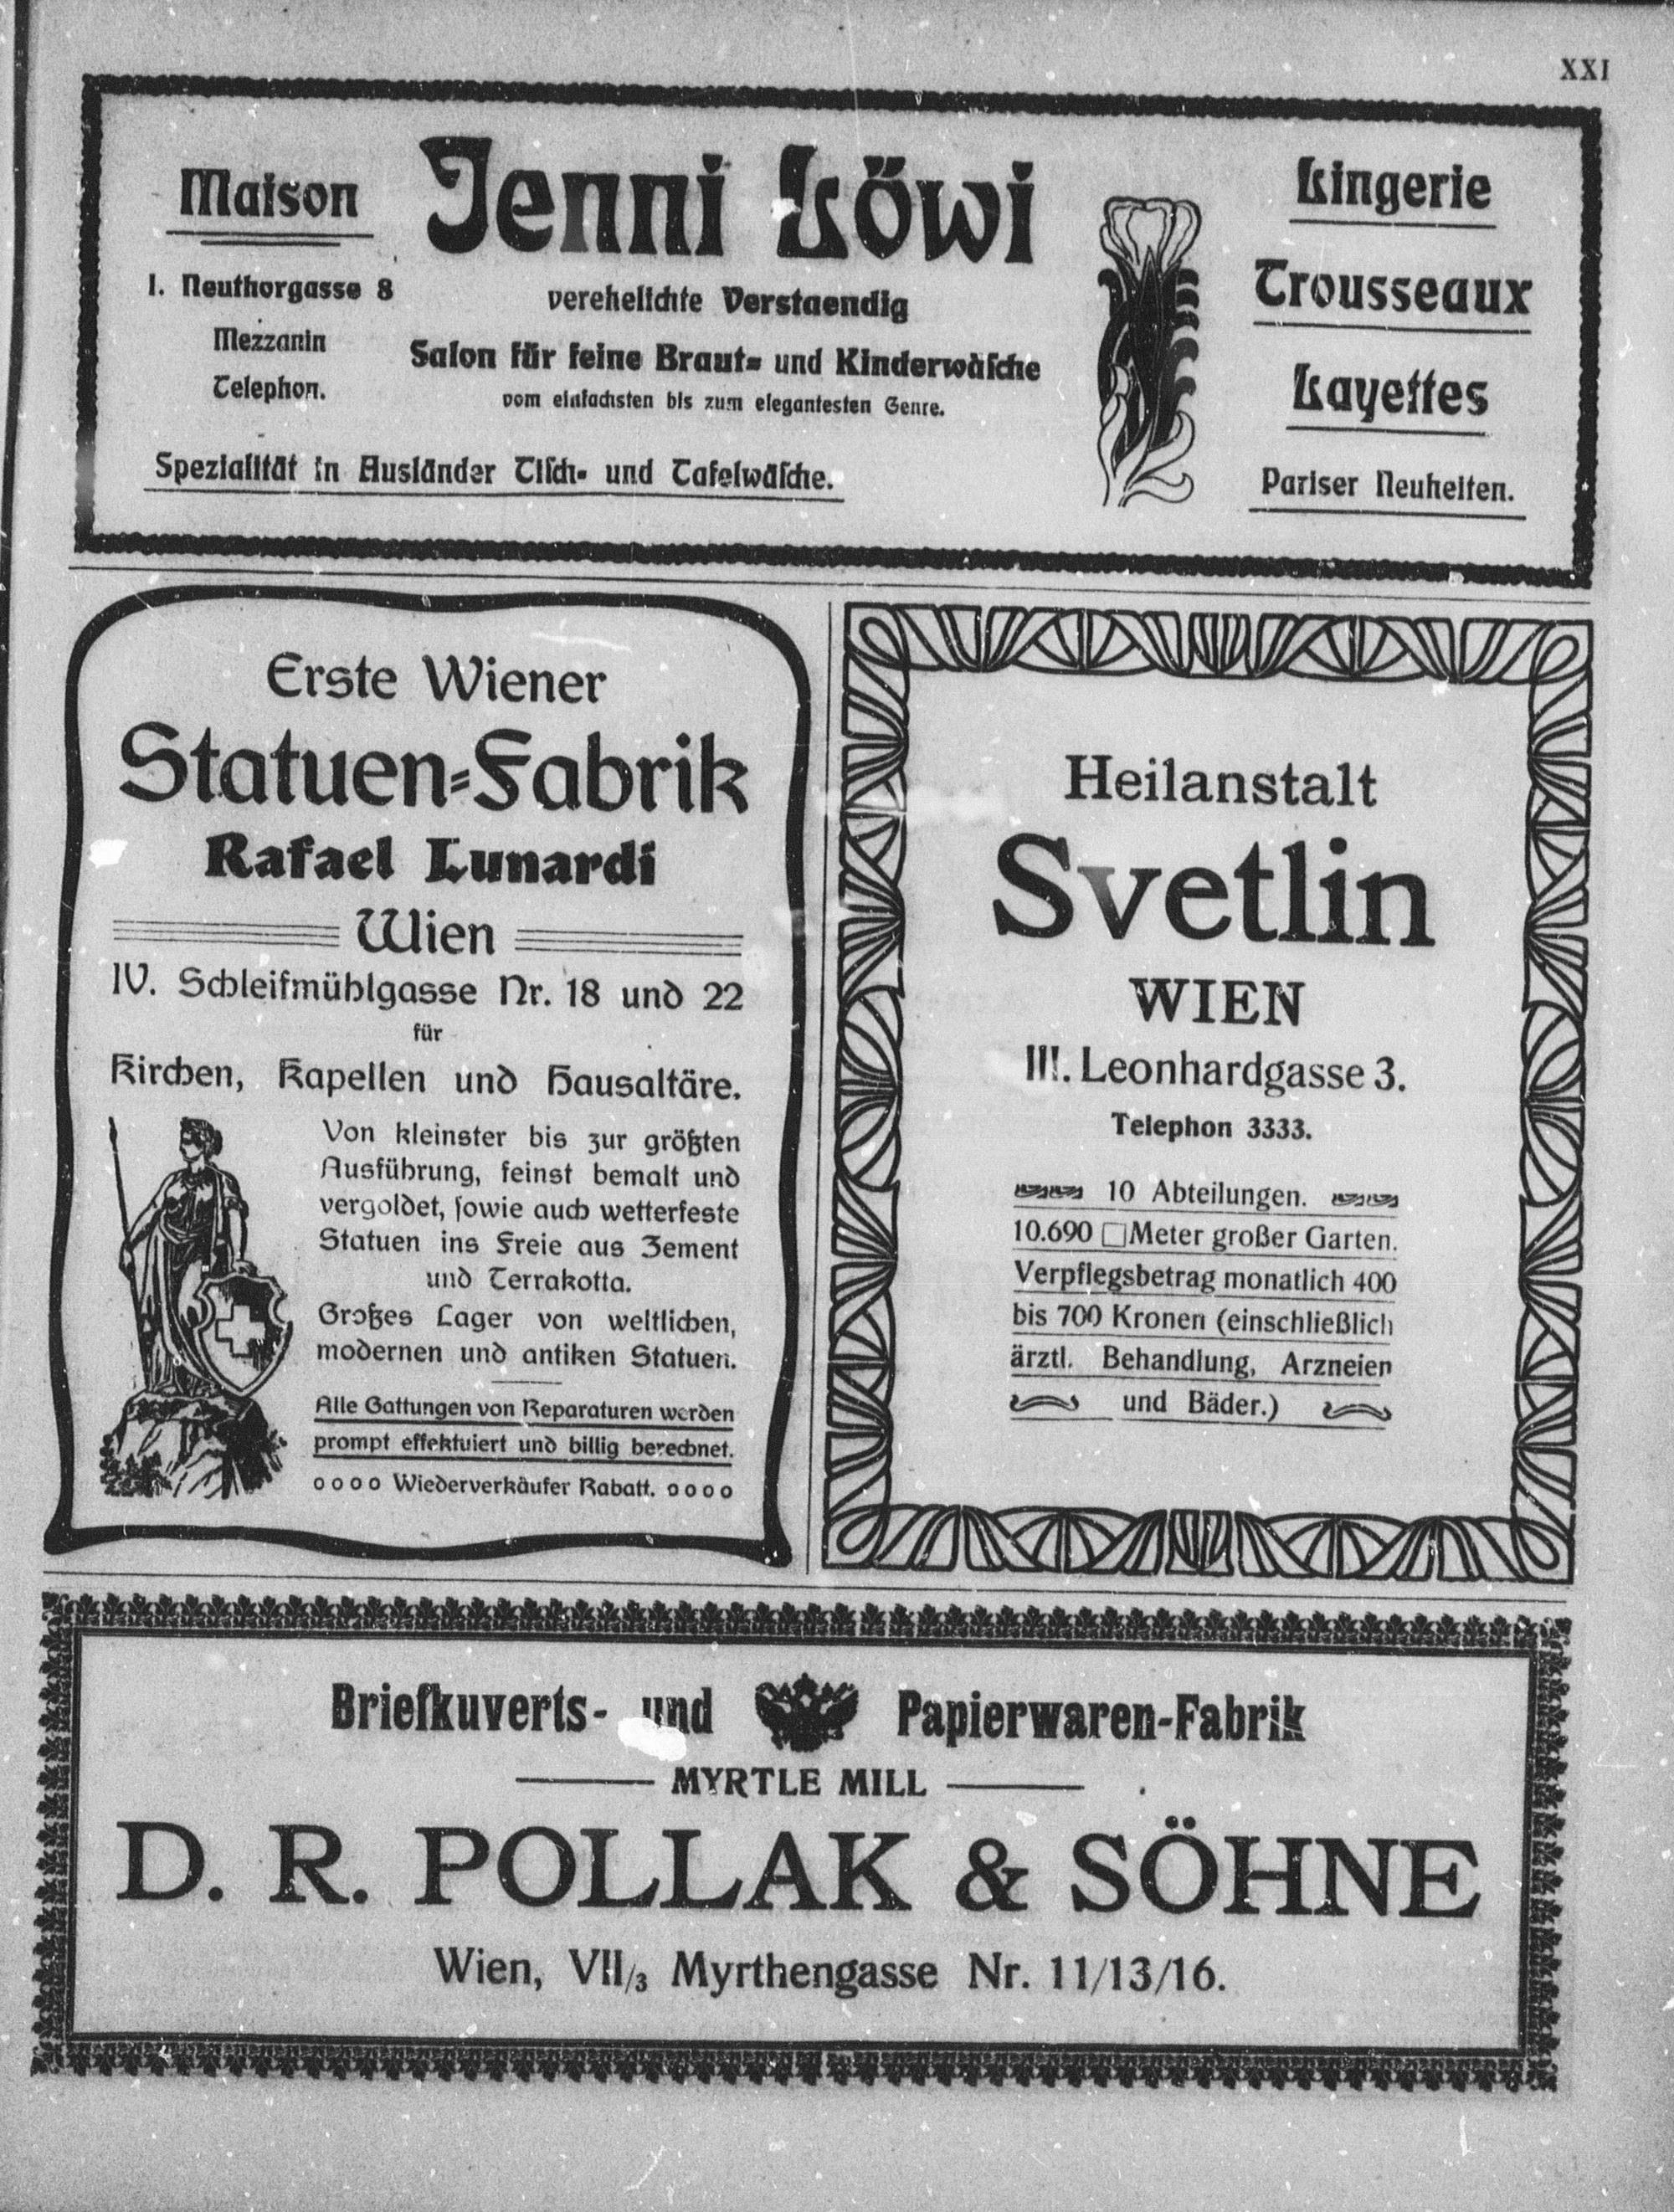 XXI
Maison
I. Neuthorgasse 8
Mezzanin
Telephon.
Jenni Löwi
verehelichte Verstaendig
Salon für feine Braut- und Kinderwäsche
vom einfachsten bis zum elegantesten Genre.
Spezialität in Ausländer Tisch- und Tafelwäsche.
Lingerie
Trousseaux
Layettes
Pariser Neuheiten.
Erste Wiener
Statuen-Fabrik
Rafael Lunardi
Wien
IV. Schleifmühlgasse Nr. 18 und 22
für
Kirchen, Kapellen und Hausaltäre.
Von kleinster bis zur größten
Ausführung, feinst bemalt und
vergoldet, sowie auch wetterfeste
Statuen ins Freie aus Zement
und Terrakotta.
Großes Lager von weltlichen,
modernen und antiken Statuen.
Alle Gattungen von Reparaturen werden
prompt effektuiert und billig berechnet.
Wiederverkäufer Rabatt.
Heilanstalt
Svetlin
WIEN
III. Leonhardgasse 3.
Telephon 3333.
10 Abteilungen.
10.690 □Meter großer Garten.
Verpflegsbetrag monatlich 400
bis 700 Kronen (einschließlich
ärztl. Behandlung, Arzneien
und Bäder.)
Briefkuverts- und Papierwaren-Fabrik
MYRTLE MILL
D. R. POLLAK & SÖHNE
Wien, VII/3 Myrthengasse Nr. 11/13/16.